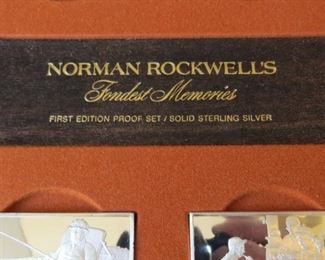 NORMAN ROCKWELL'S
Fondest Memories
FIRST EDITION PROOF SET / SOLID STERLING SILVER